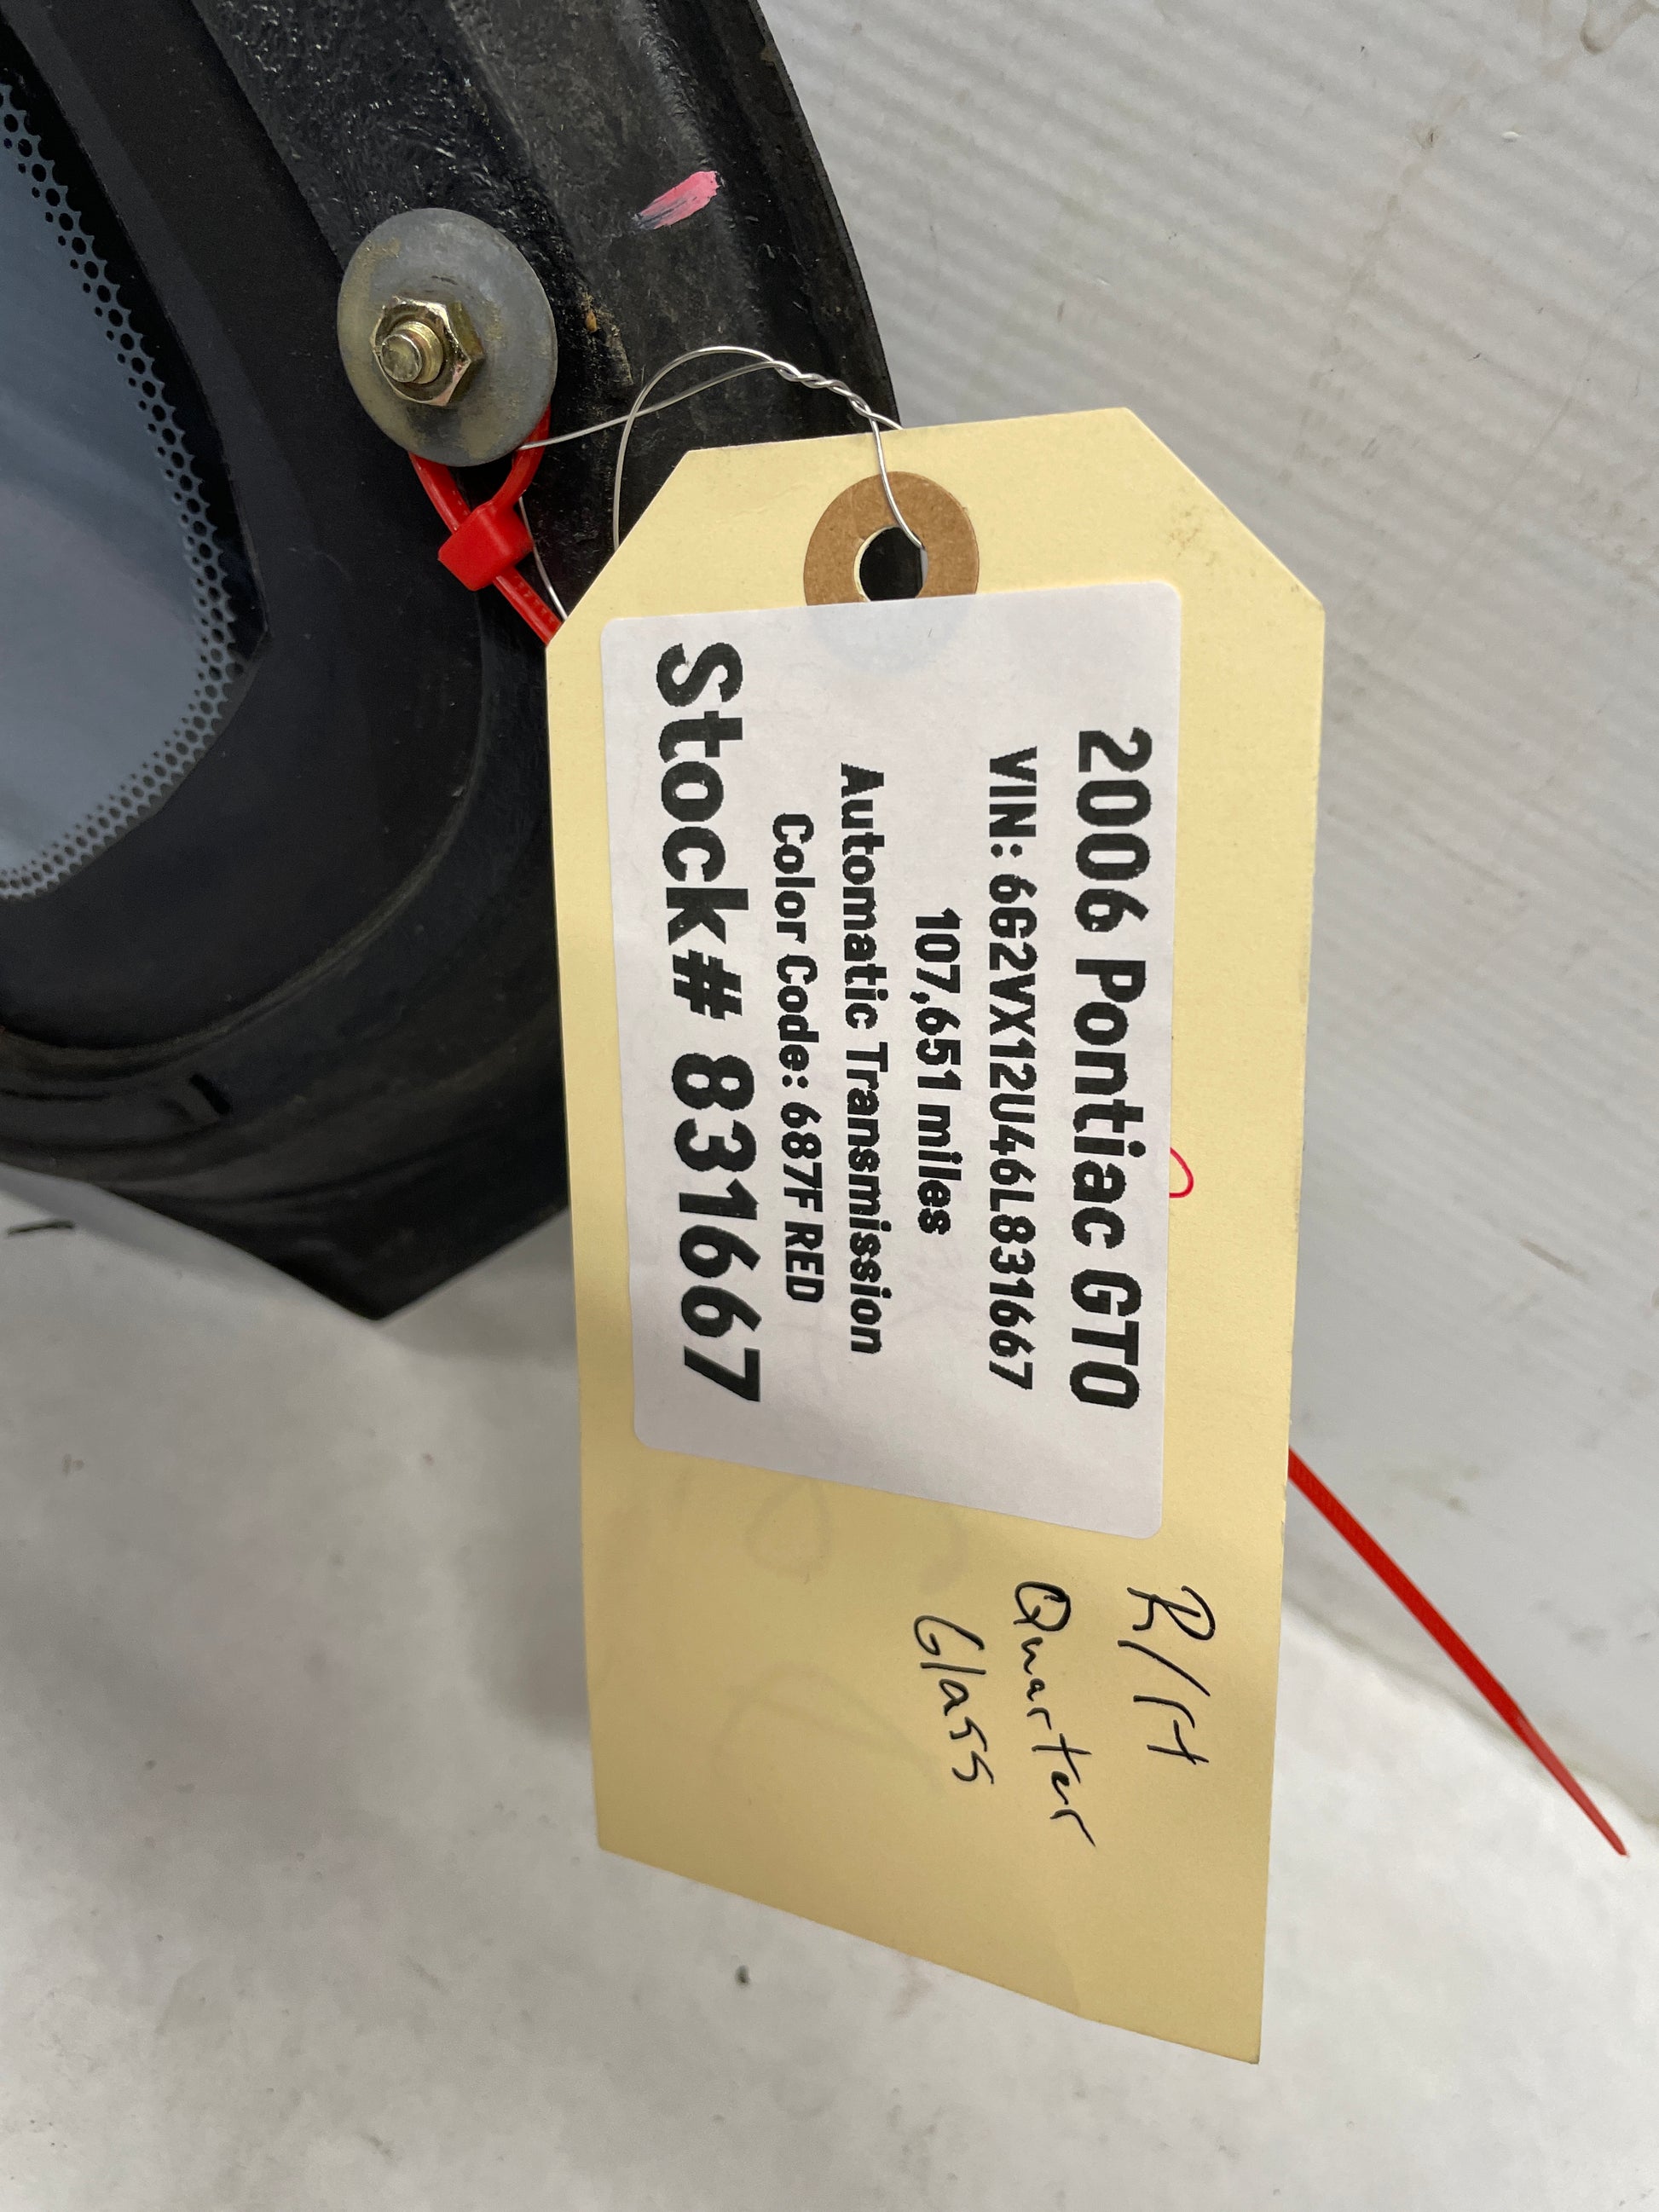 2006 Pontiac GTO
VIN: 6G2VX12U46L831667
107,651 miles
Automatic Transmission
Color Code: 687F RED
Stock# 831667
R/H
Quarter
Glass